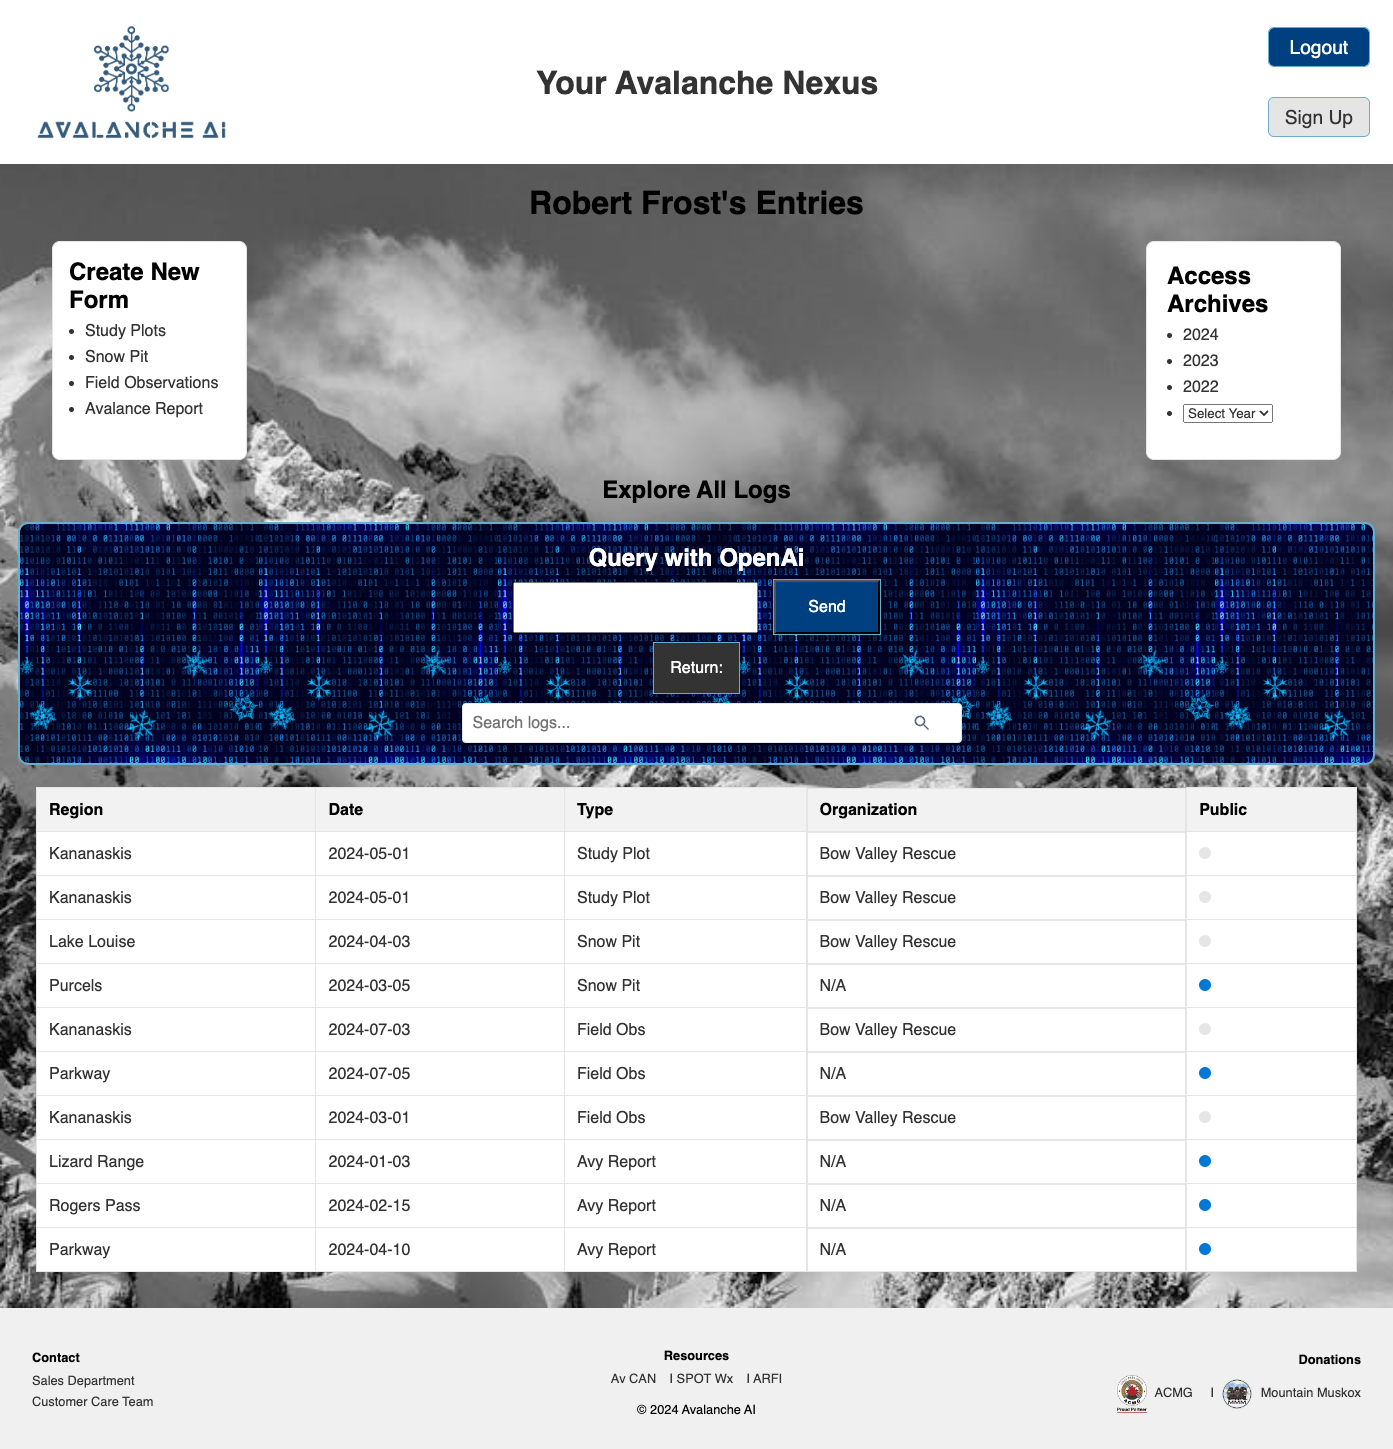 AVALANCHE Ai
Your Avalanche Nexus
Logout
Sign Up
Robert Frost's Entries
Create New
Form
Study Plots
Snow Pit
Field Observations
Avalance Report
Access
Archives
2024
2023
2022
Select Year
Explore All Logs
Query with OpenAi
Send
Return:
Search logs...
Region Date Type Organization Public
Kananaskis 2024-05-01 Study Plot Bow Valley Rescue
Kananaskis 2024-05-01 Study Plot Bow Valley Rescue
Lake Louise 2024-04-03 Snow Pit Bow Valley Rescue
Purcels 2024-03-05 Snow Pit N/A
Kananaskis 2024-07-03 Field Obs Bow Valley Rescue
Parkway 2024-07-05 Field Obs N/A
Kananaskis 2024-03-01 Field Obs Bow Valley Rescue
Lizard Range 2024-01-03 Avy Report N/A
Rogers Pass 2024-02-15 Avy Report N/A
Parkway 2024-04-10 Avy Report N/A
Contact
Sales Department
Customer Care Team
Resources
Av CAN I SPOT Wx I ARFI
© 2024 Avalanche AI
Donations
ACMG I Mountain Muskox